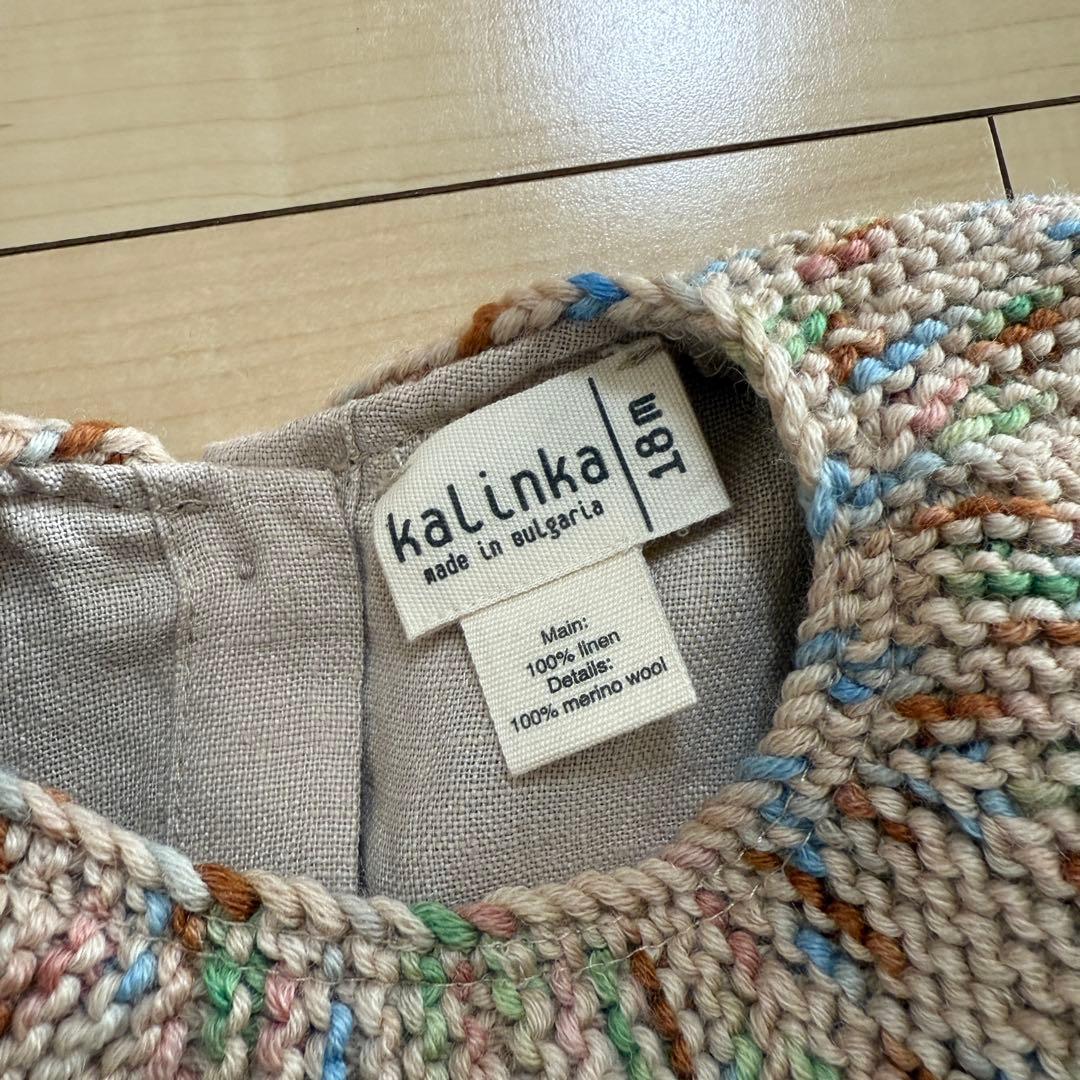 kalinka
made in Bulgaria
18m
Main:
100% linen
Details:
100% merino wool